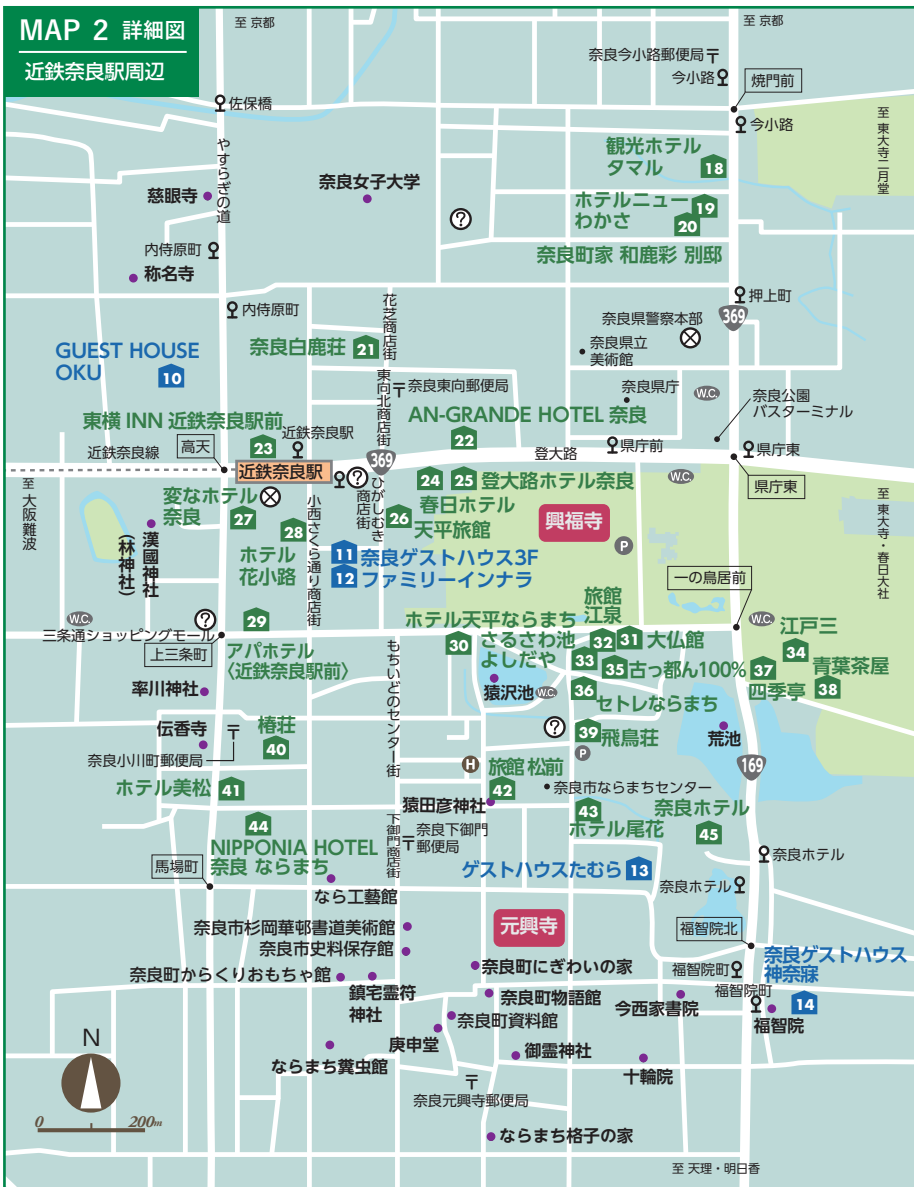 MAP 2 詳細図
近鉄奈良駅周辺
至 京都
至 京都
奈良今小路郵便局
今小路
焼門前
佐保橋
今小路
至 東大寺二月堂
やすらぎの道
観光ホテル
タマル
18
慈眼寺
奈良女子大学
?
ホテルニュー
わかさ
19
20
内侍原町
奈良町家 和鹿彩 別邸
称名寺
内侍原町
花芝商店街
押上町
369
奈良県警察本部
GUEST HOUSE
OKU
10
奈良白鹿荘
21
奈良県立
美術館
東向北商店街
奈良東向郵便局
奈良県庁
W.C.
奈良公園
バスターミナル
東横 INN 近鉄奈良駅前
23
AN-GRANDE HOTEL 奈良
22
近鉄奈良駅
近鉄奈良線
高天
近鉄奈良駅
?
369
登大路
県庁前
県庁東
県庁東
至 大阪難波
変なホテル
奈良
27
28
小西さくら通り商店街
ひがしむき
商店街
24
25
登大路ホテル奈良
W.C.
春日ホテル
26
天平旅館
興福寺
P
至 東大寺・春日大社
漢國神社
(林神社)
ホテル
花小路
11
奈良ゲストハウス3F
12
ファミリーインナラ
一の鳥居前
W.C.
?
三条通ショッピングモール
上三条町
29
アパホテル
〈近鉄奈良駅前〉
ホテル天平ならまち
30
さるさわ池
よしだや
旅館
江泉
32
31
大仏館
33
35
古っ都ん100%
W.C.
江戸三
34
37
四季亭
青葉茶屋
38
率川神社
もちいどのセンター街
猿沢池
W.C.
36
セトレならまち
伝香寺
奈良小川町郵便局
椿荘
40
?
39
飛鳥荘
P
荒池
169
ホテル美松
41
H
旅館 松前
42
奈良市ならまちセンター
猿田彦神社
43
ホテル尾花
奈良ホテル
45
44
NIPPONIA HOTEL
奈良 ならまち
下御門商店街
奈良下御門
郵便局
馬場町
ゲストハウスたむら
13
奈良ホテル
奈良ホテル
なら工藝館
奈良市杉岡華邨書道美術館
元興寺
福智院北
奈良市史料保存館
奈良町からくりおもちゃ館
鎮宅霊符
神社
奈良町にぎわいの家
福智院町
奈良ゲストハウス
神奈寐
14
奈良町物語館
今西家書院
福智院町
福智院
奈良町資料館
庚申堂
N
ならまち糞虫館
御霊神社
十輪院
0 200m
奈良元興寺郵便局
ならまち格子の家
至 天理・明日香